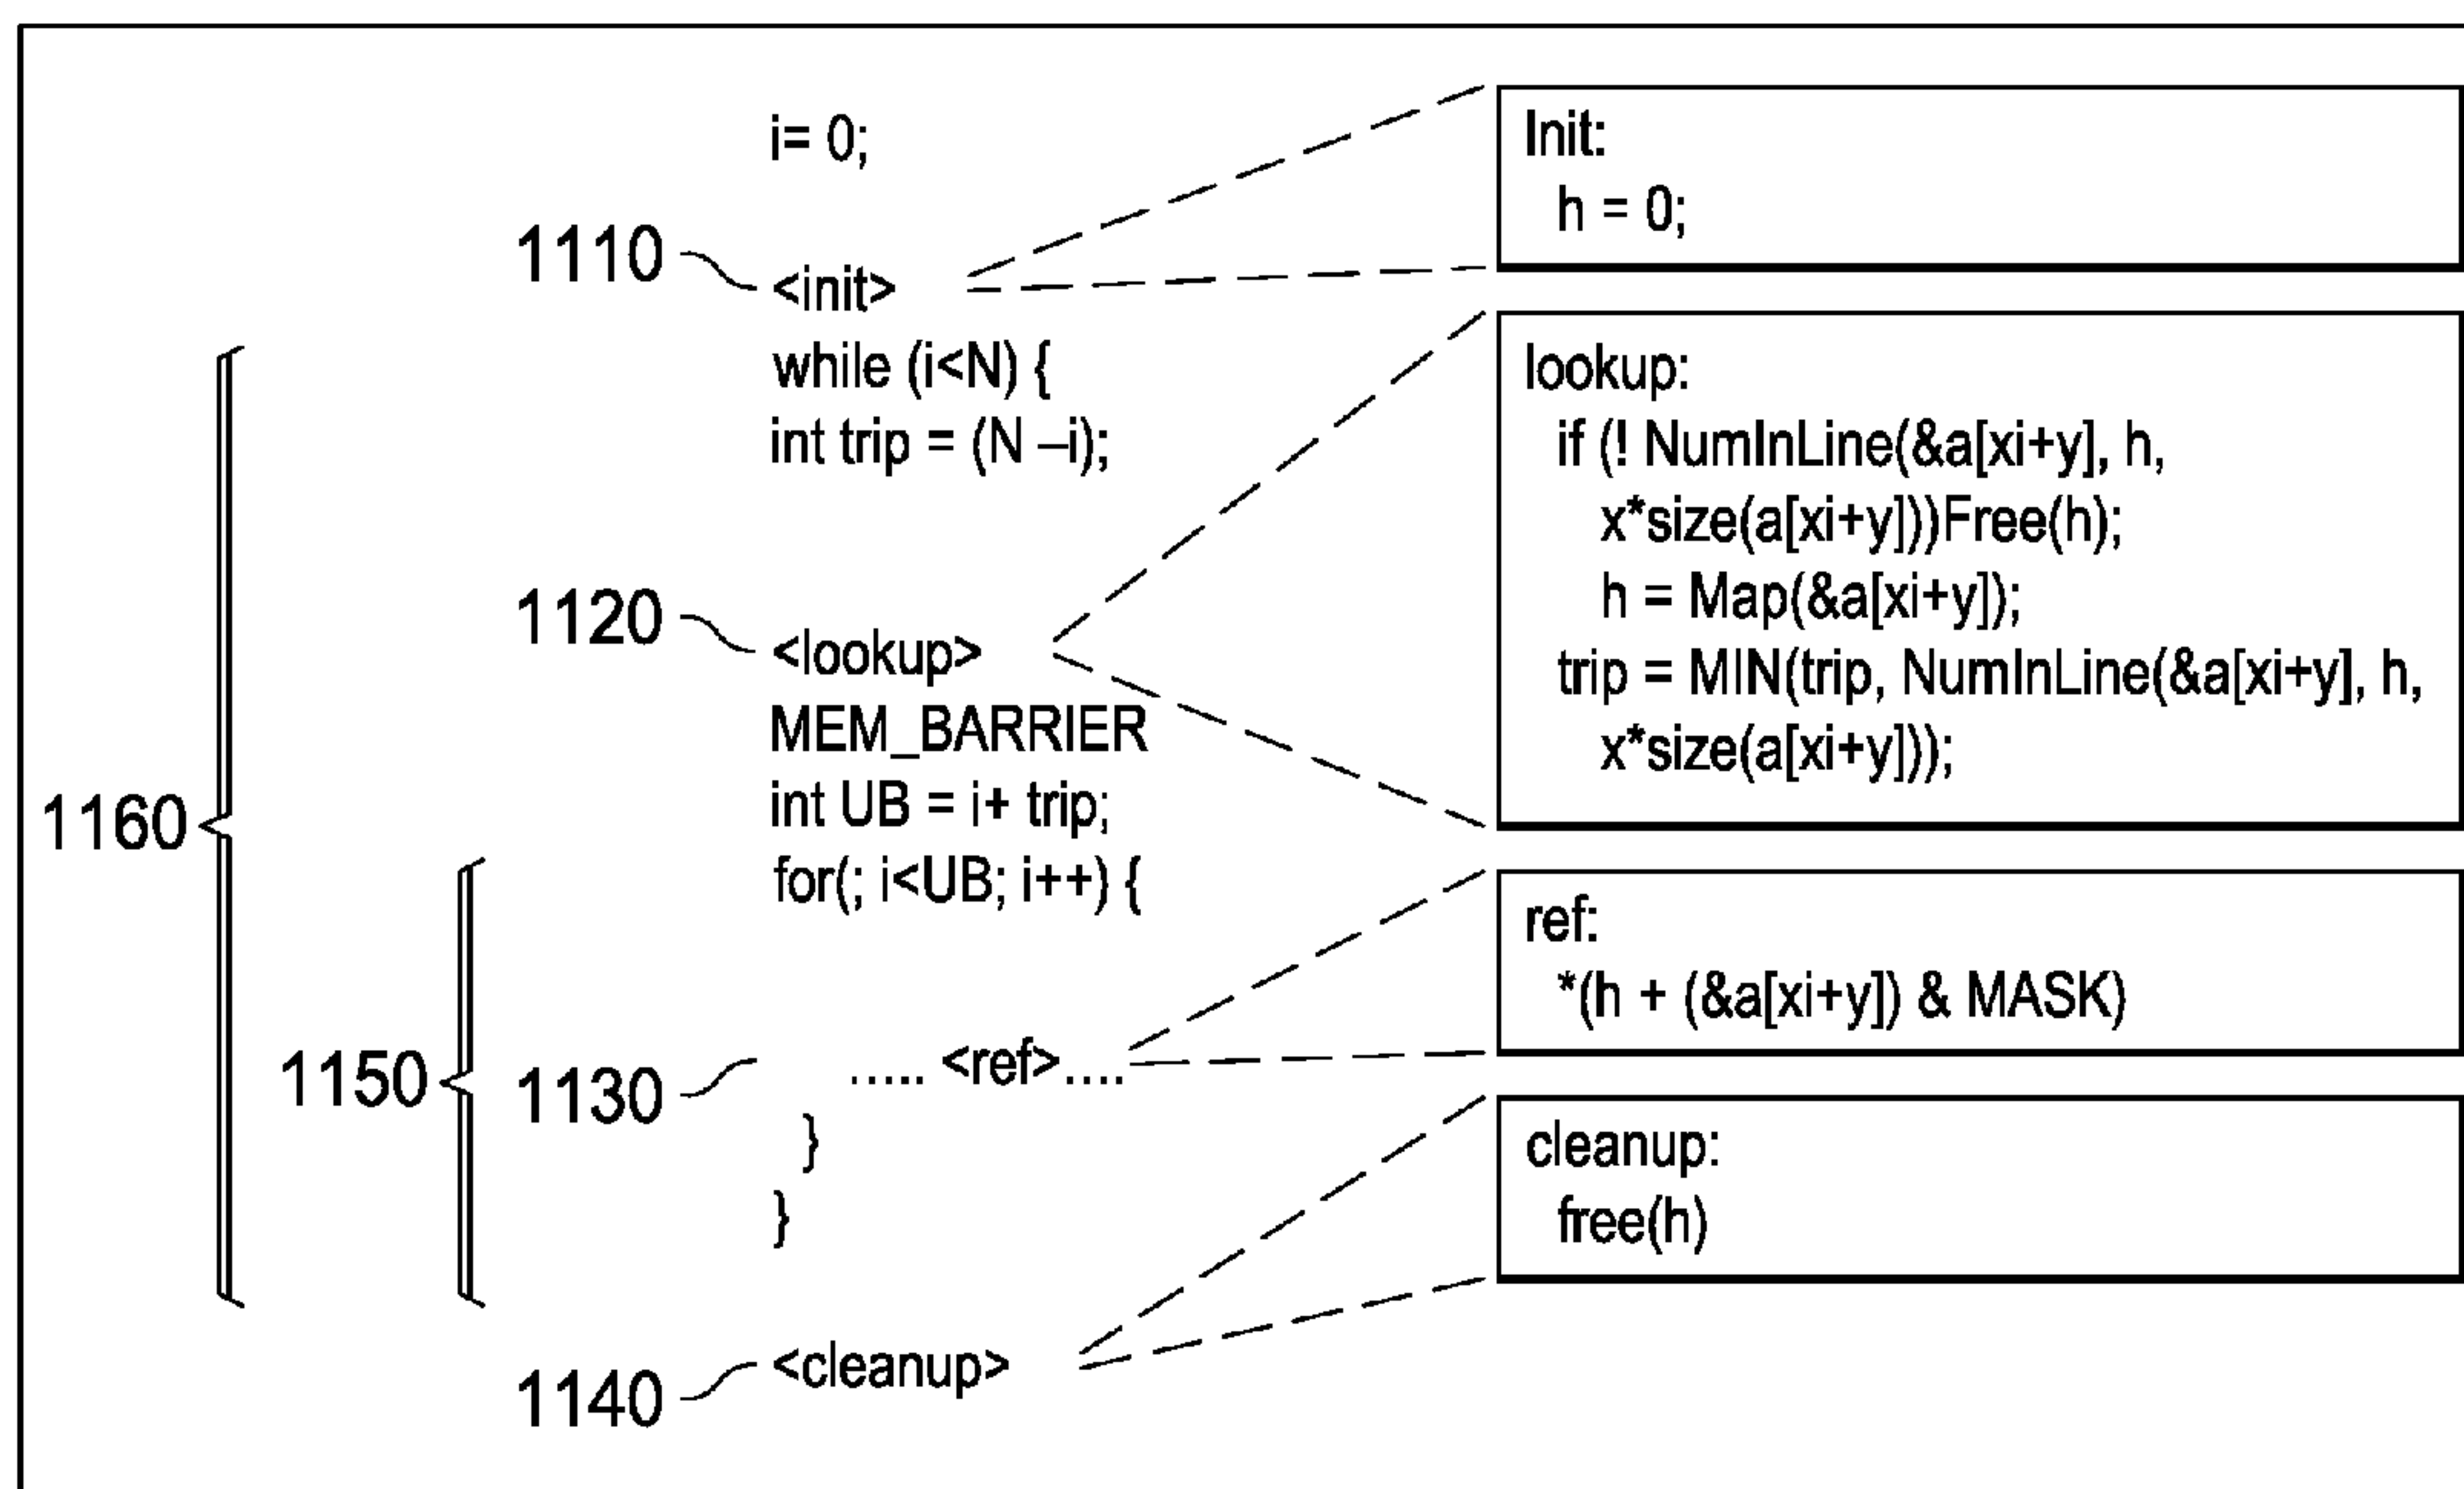 i= 0;
1110
<init>
while (i<N) {
int trip = (N –i);
1120
<lookup>
MEM_BARRIER
int UB = i+ trip;
for(; i<UB; i++) {
1160
1150
1130
..... <ref>....
}
}
1140
<cleanup>
Init:
h = 0;
lookup:
if (! NumInLine(&a[xi+y], h,
x*size(a[xi+y]))Free(h);
h = Map(&a[xi+y]);
trip = MIN(trip, NumInLine(&a[xi+y], h,
x*size(a[xi+y]));
ref:
*(h + (&a[xi+y]) & MASK)
cleanup:
free(h)